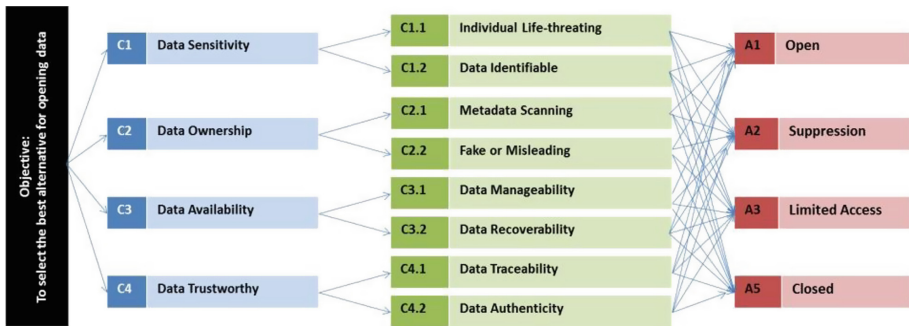 Objective:
To select the best alternative for opening data
C1 Data Sensitivity
C2 Data Ownership
C3 Data Availability
C4 Data Trustworthy
C1.1 Individual Life-threating
C1.2 Data Identifiable
C2.1 Metadata Scanning
C2.2 Fake or Misleading
C3.1 Data Manageability
C3.2 Data Recoverability
C4.1 Data Traceability
C4.2 Data Authenticity
A1 Open
A2 Suppression
A3 Limited Access
A5 Closed